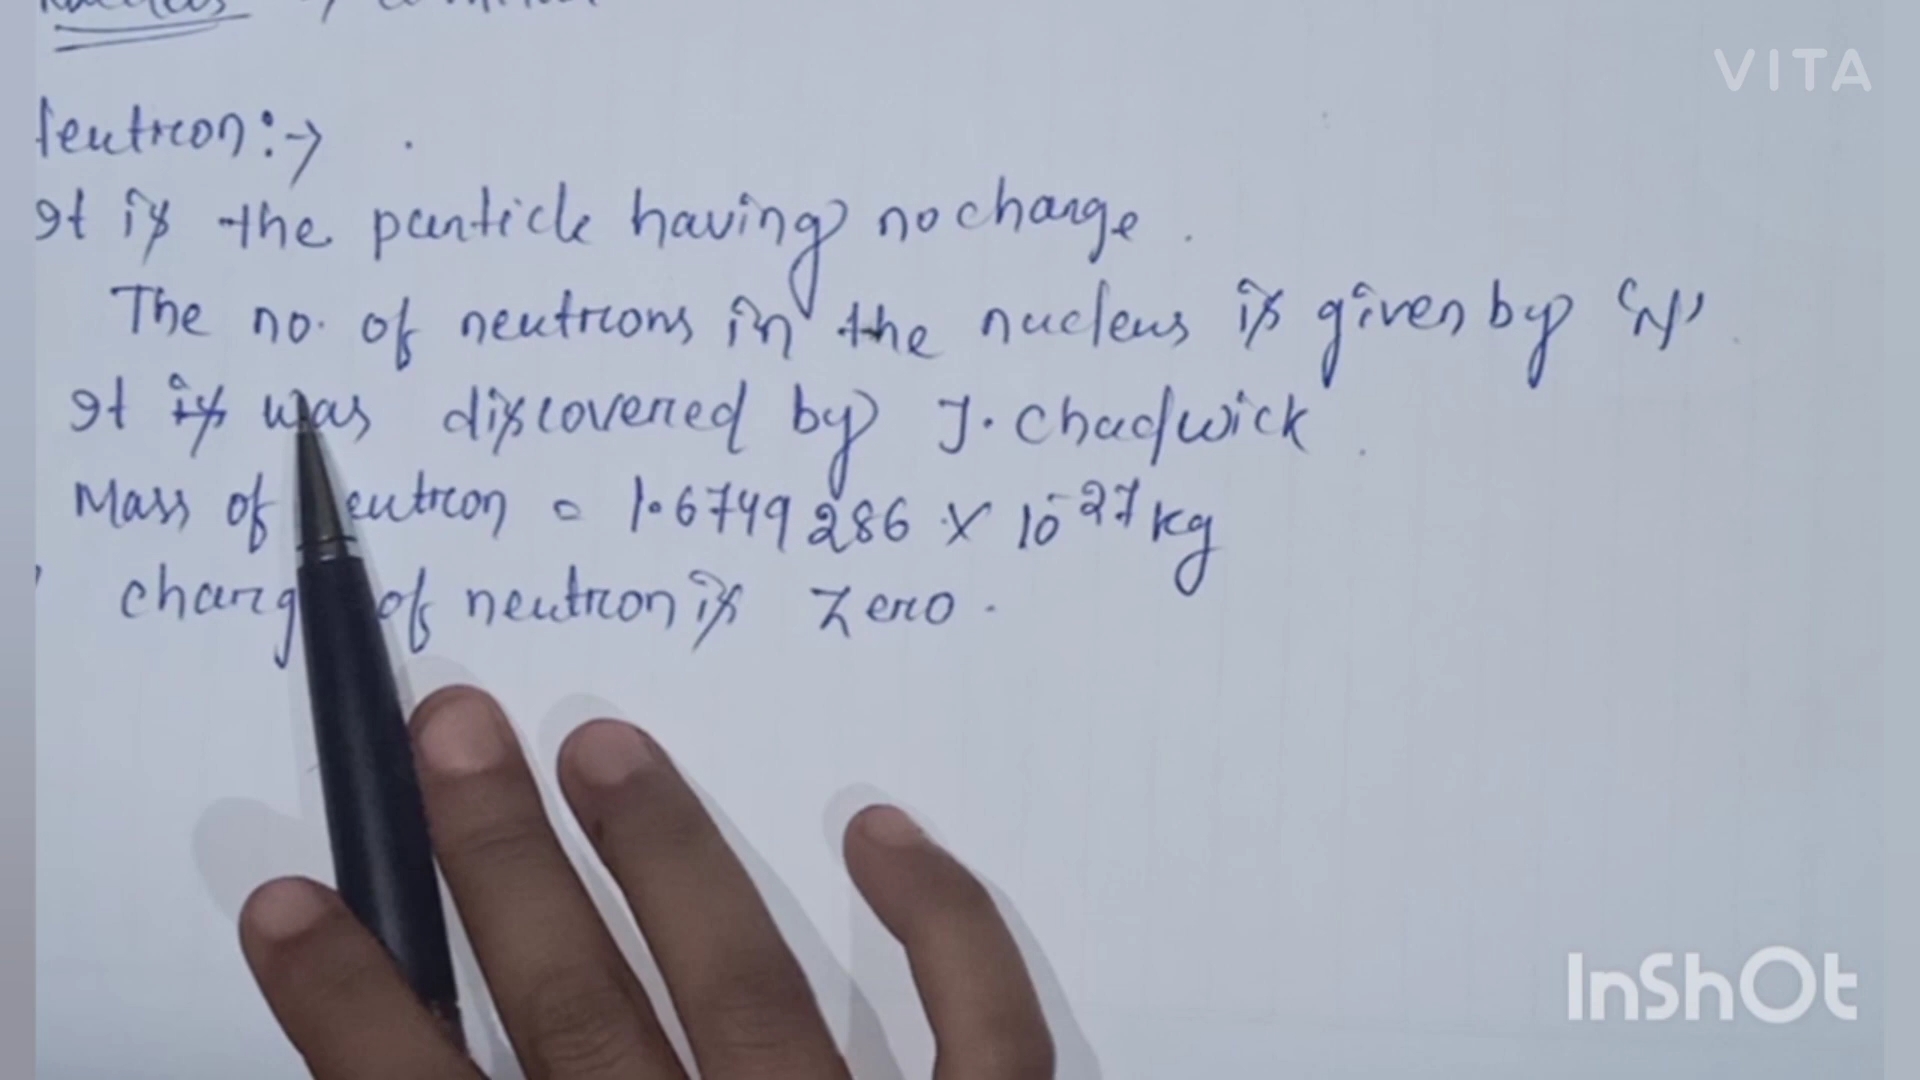 VITA
Neutron:→
It is the particle having no charge.
The no. of neutrons in the nucleus is given by 'N'
It is was discovered by J. Chadwick.
Mass of neutron = 1.6749286 × 10⁻²⁷ kg
charge of neutron is Zero.
InShOt